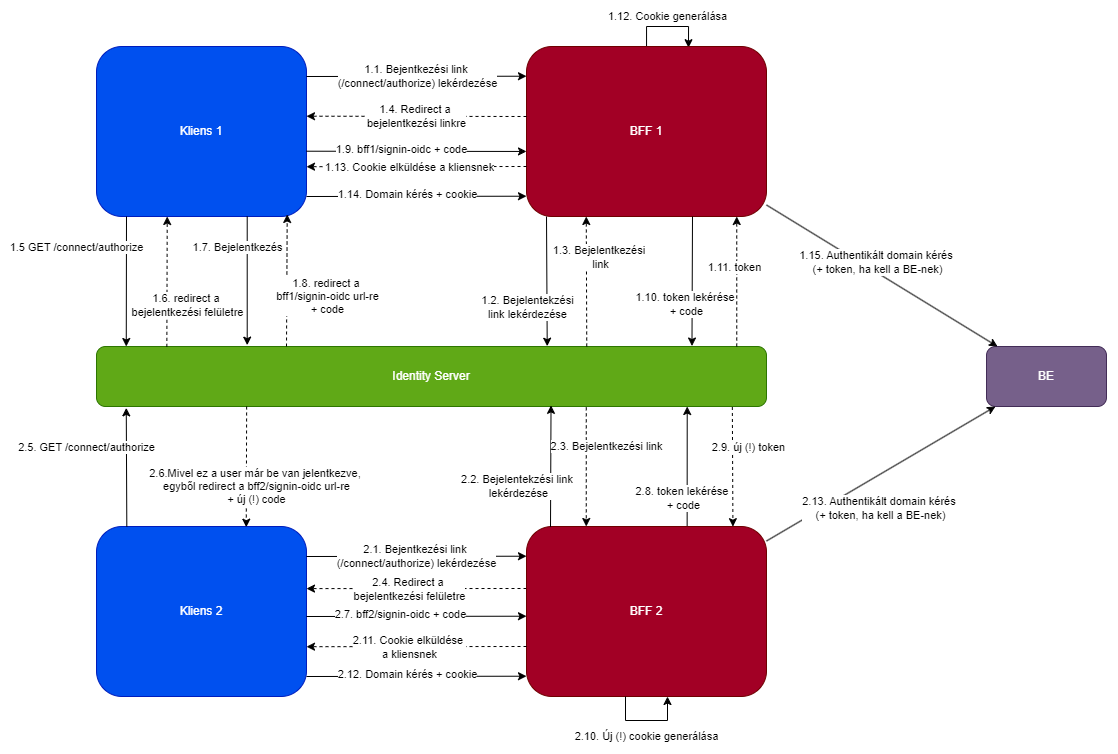 1.12. Cookie generálása
Kliens 1
1.1. Bejentkezési link
(/connect/authorize) lekérdezése
1.4. Redirect a
bejelentkezési linkre
1.9. bff1/signin-oidc + code
1.13. Cookie elküldése a kliensnek
1.14. Domain kérés + cookie
BFF 1
1.5 GET /connect/authorize
1.6. redirect a
bejelentkezési felületre
1.7. Bejelentkezés
1.8. redirect a
bff1/signin-oidc url-re
+ code
1.2. Bejelentekzési
link lekérdezése
1.3. Bejelentkezési
link
1.10. token lekérése
+ code
1.11. token
1.15. Authentikált domain kérés
(+ token, ha kell a BE-nek)
Identity Server
BE
2.5. GET /connect/authorize
2.6.Mivel ez a user már be van jelentkezve,
egyből redirect a bff2/signin-oidc url-re
+ új (!) code
2.2. Bejelentekzési link
lekérdezése
2.3. Bejelentkezési link
2.8. token lekérése
+ code
2.9. új (!) token
2.13. Authentikált domain kérés
(+ token, ha kell a BE-nek)
Kliens 2
2.1. Bejentkezési link
(/connect/authorize) lekérdezése
2.4. Redirect a
bejelentkezési felületre
2.7. bff2/signin-oidc + code
2.11. Cookie elküldése
a kliensnek
2.12. Domain kérés + cookie
BFF 2
2.10. Új (!) cookie generálása